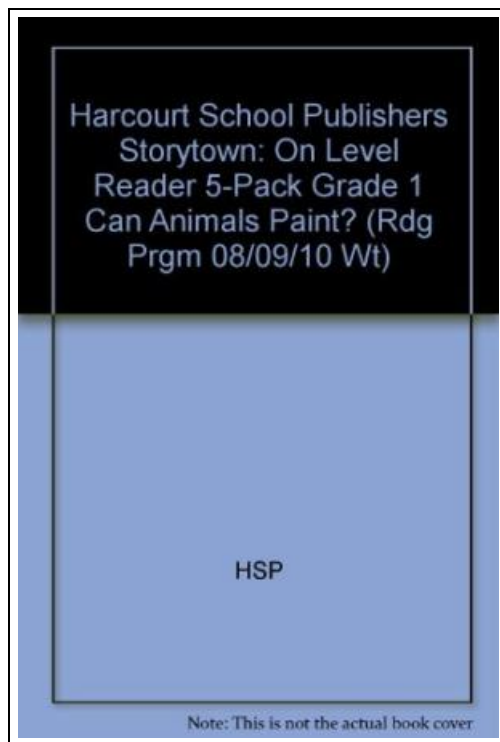 Harcourt School Publishers
Storytown: On Level
Reader 5-Pack Grade 1
Can Animals Paint? (Rdg
Prgm 08/09/10 Wt)
HSP
Note: This is not the actual book cover